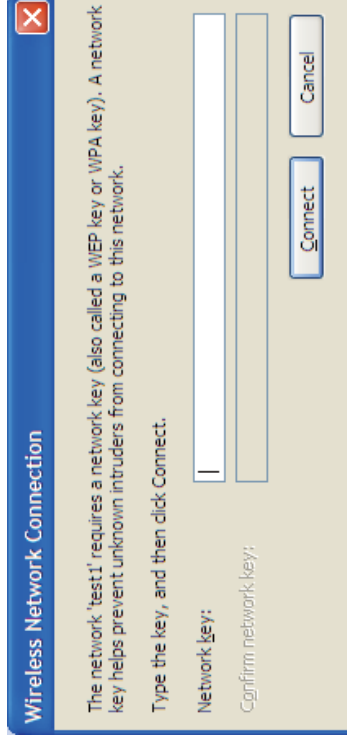 Wireless Network Connection
The network 'test1' requires a network key (also called a WEP key or WPA key). A network
key helps prevent unknown intruders from connecting to this network.
Type the key, and then click Connect.
Network key:
Confirm network key:
Connect Cancel